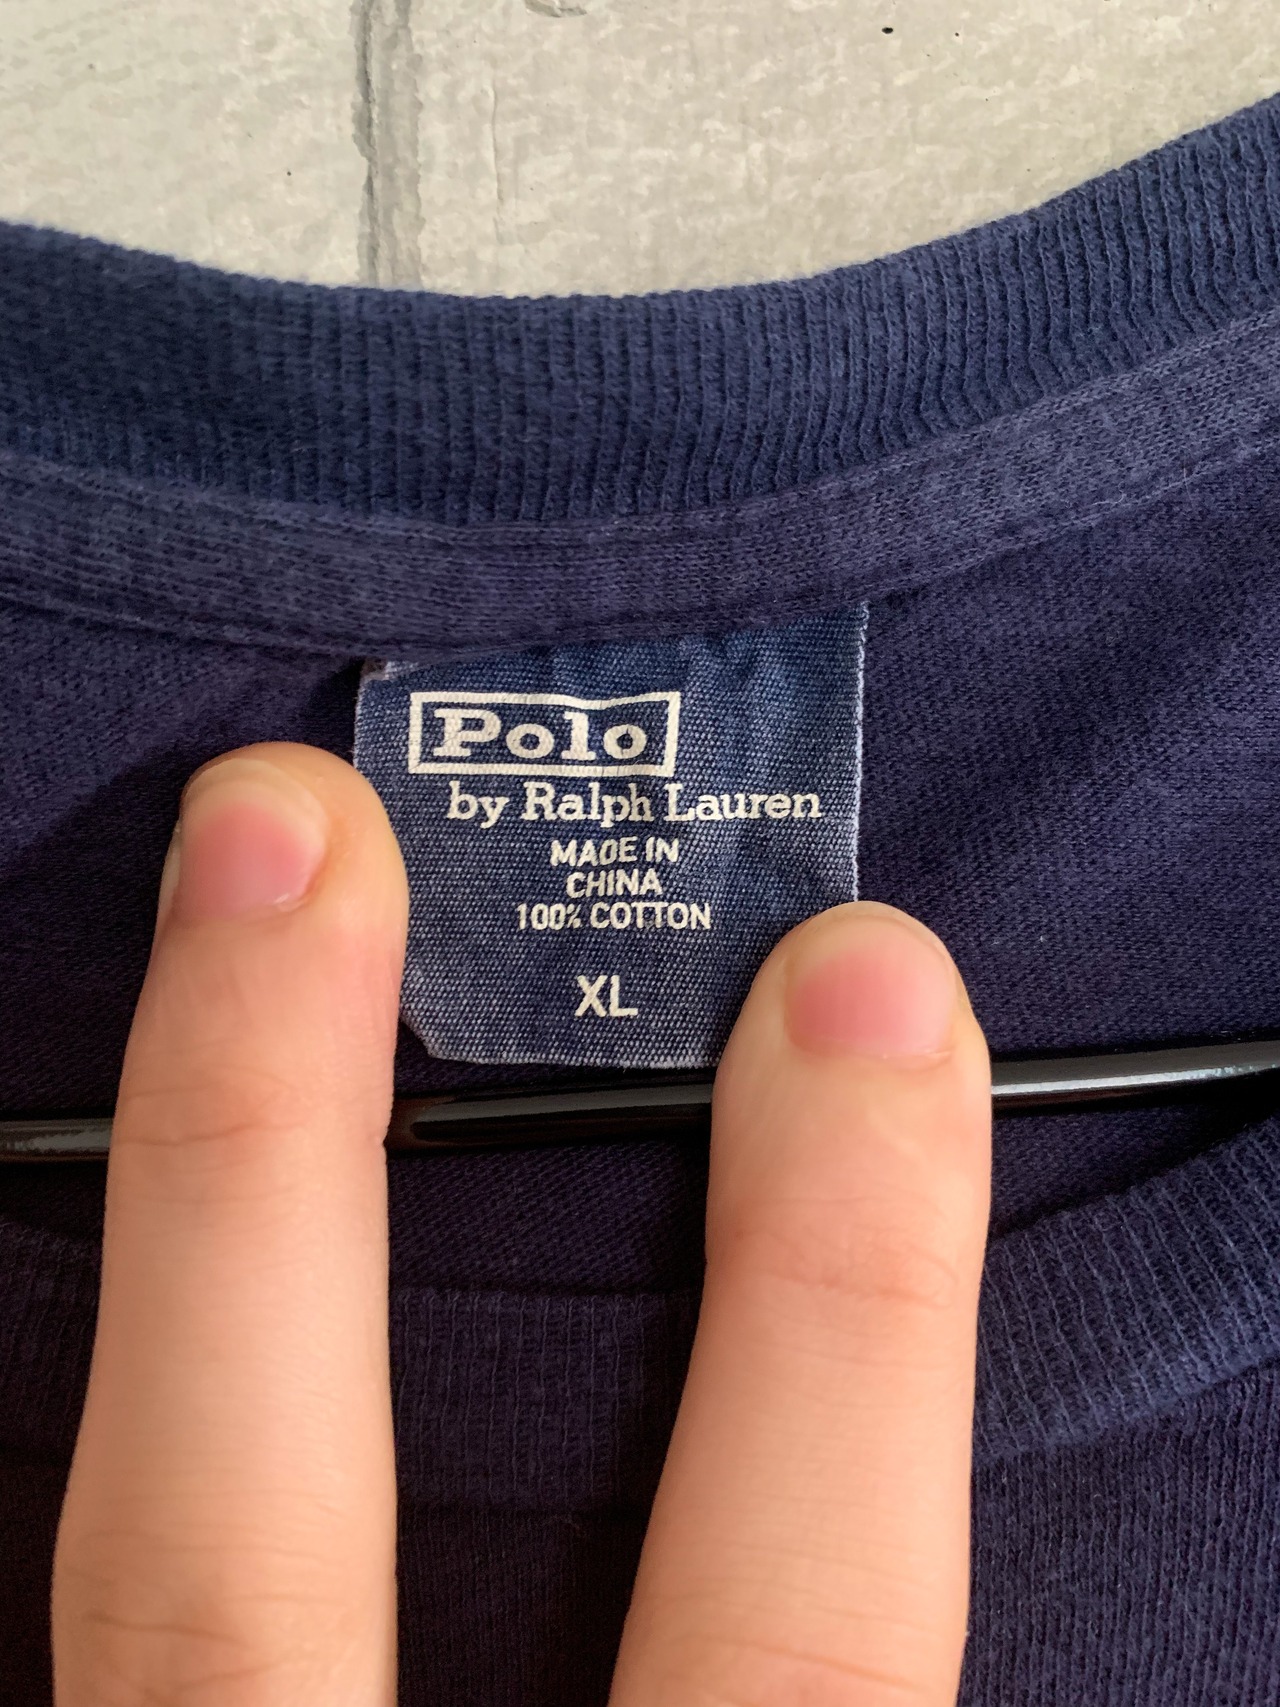 Polo
by Ralph Lauren
MADE IN
CHINA
100% COTTON
XL